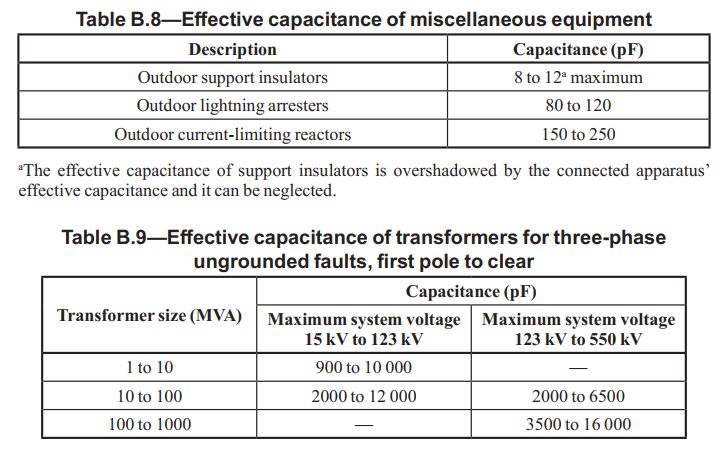 Table B.8—Effective capacitance of miscellaneous equipment
Description Capacitance (pF)
Outdoor support insulators 8 to 12ᵃ maximum
Outdoor lightning arresters 80 to 120
Outdoor current-limiting reactors 150 to 250
ᵃThe effective capacitance of support insulators is overshadowed by the connected apparatus’
effective capacitance and it can be neglected.
Table B.9—Effective capacitance of transformers for three-phase
ungrounded faults, first pole to clear
Transformer size (MVA) Capacitance (pF)
Maximum system voltage Maximum system voltage
15 kV to 123 kV 123 kV to 550 kV
1 to 10 900 to 10 000 —
10 to 100 2000 to 12 000 2000 to 6500
100 to 1000 — 3500 to 16 000